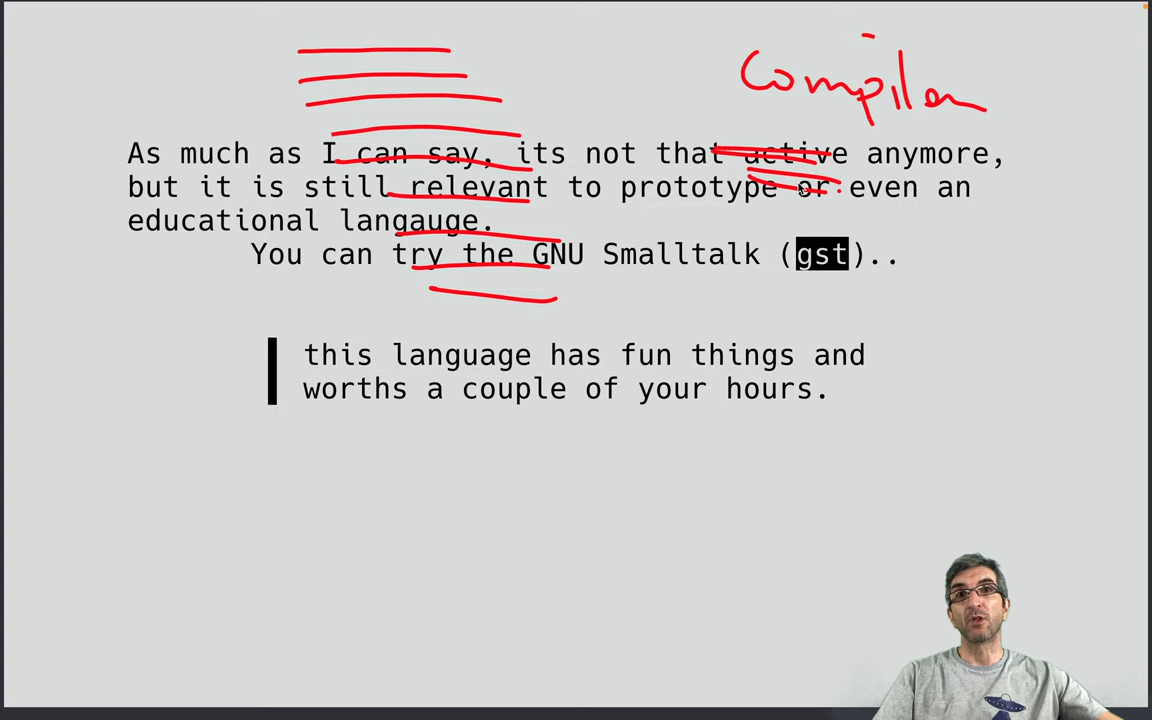 Compiler
As much as I can say, its not that active anymore,
but it is still relevant to prototype or even an
educational langauge.
You can try the GNU Smalltalk (gst)..
this language has fun things and
worths a couple of your hours.